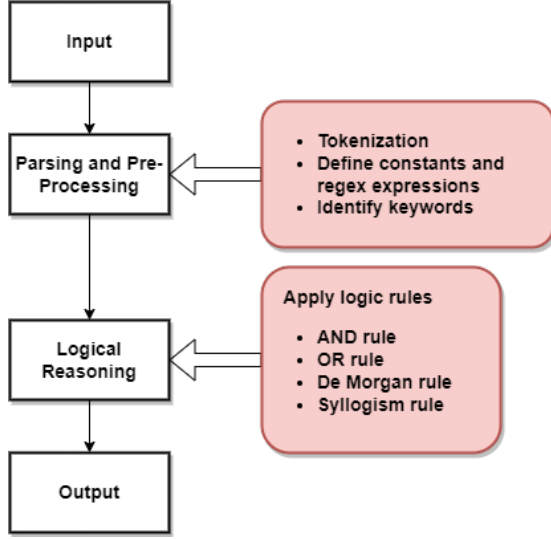 Input
Parsing and Pre-
Processing
• Tokenization
• Define constants and
regex expressions
• Identify keywords
Logical
Reasoning
Apply logic rules
• AND rule
• OR rule
• De Morgan rule
• Syllogism rule
Output